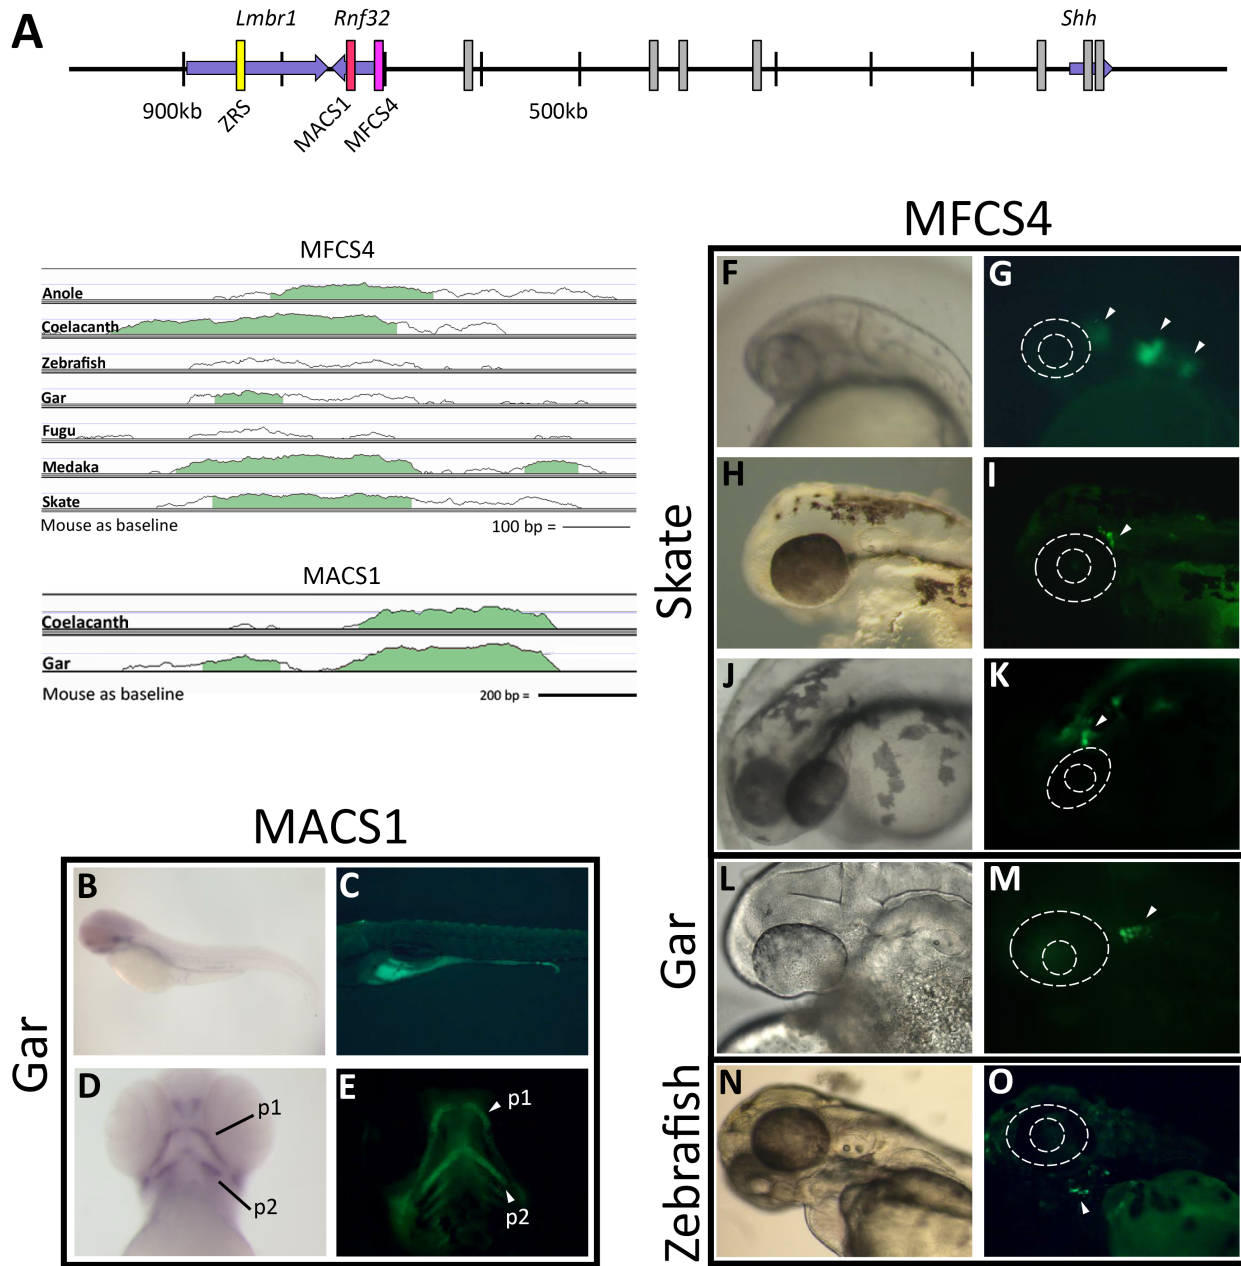 A
Lmbr1
Rnf32
Shh
900kb
ZRS
MACS1
MFCS4
500kb
MFCS4
Anole
Coelacanth
Zebrafish
Gar
Fugu
Medaka
Skate
Mouse as baseline
100 bp =
MACS1
Coelacanth
Gar
Mouse as baseline
200 bp =
MACS1
Gar
B
C
D
p1
p2
E
p1
p2
MFCS4
Skate
F
G
H
I
J
K
Gar
L
M
Zebrafish
N
O